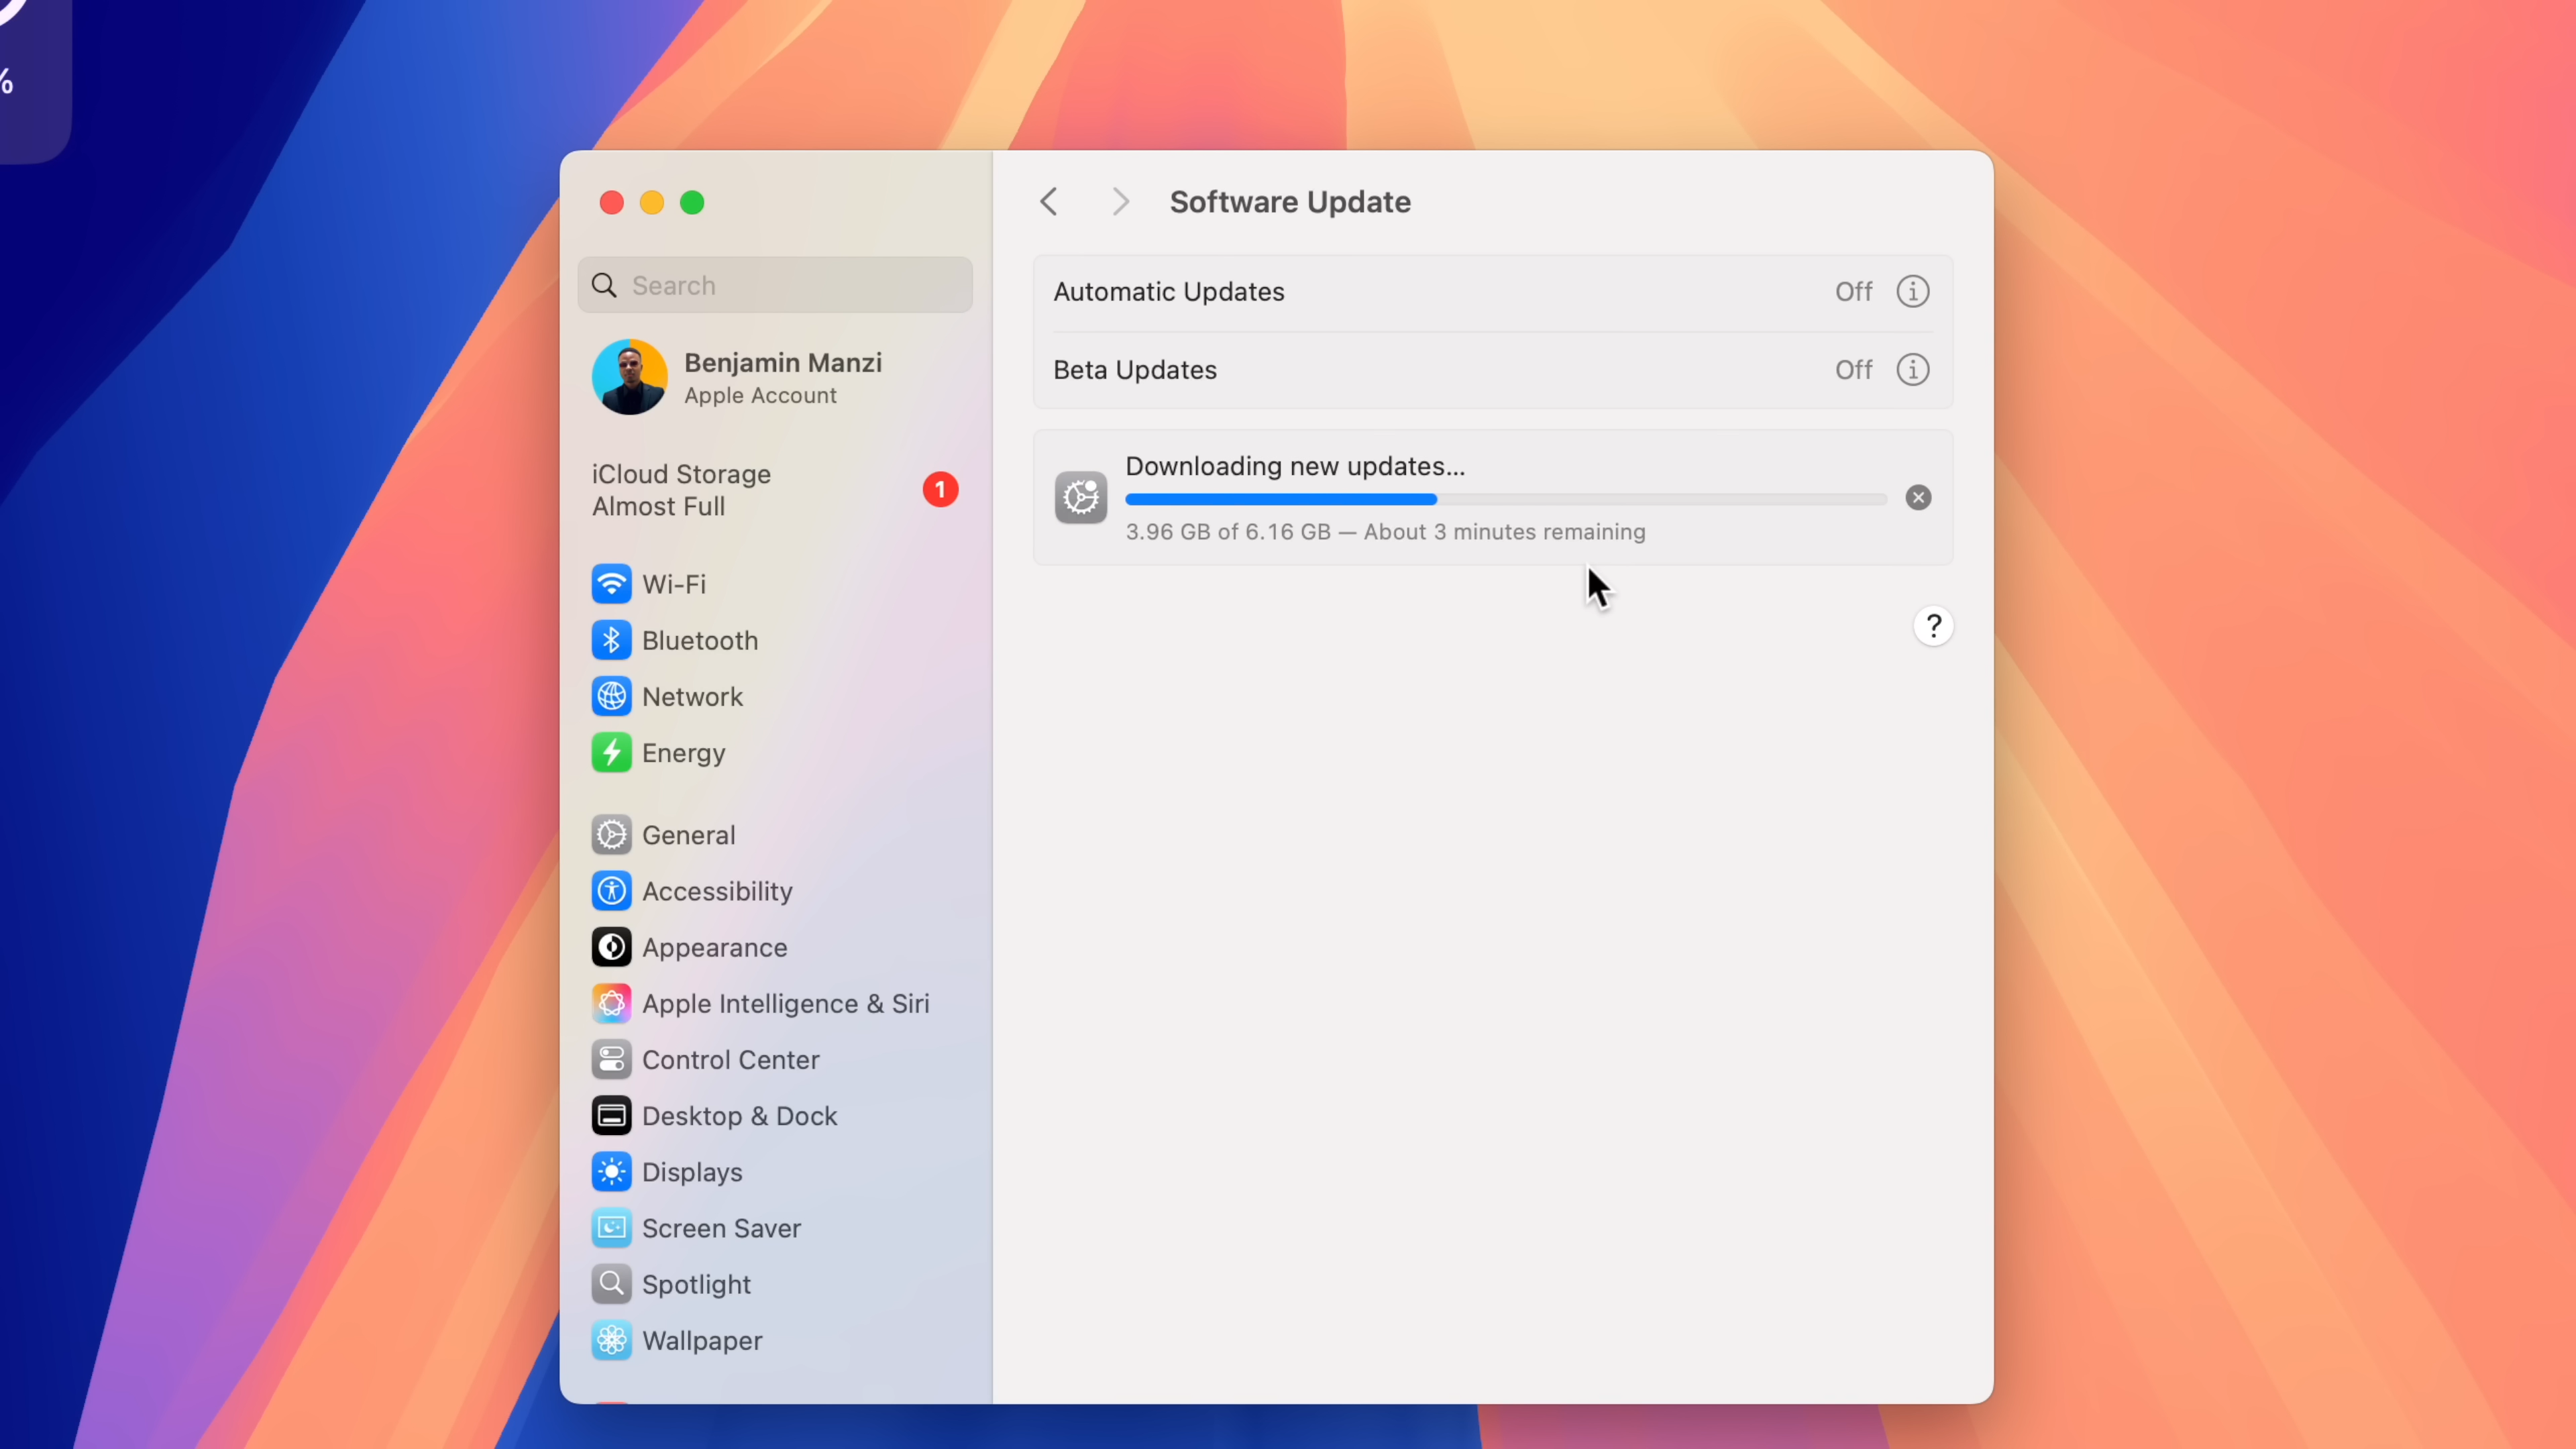 %
Software Update
Search
Automatic Updates Off
Beta Updates Off
Benjamin Manzi
Apple Account
iCloud Storage
Almost Full
1
Downloading new updates...
3.96 GB of 6.16 GB — About 3 minutes remaining
?
Wi-Fi
Bluetooth
Network
Energy
General
Accessibility
Appearance
Apple Intelligence & Siri
Control Center
Desktop & Dock
Displays
Screen Saver
Spotlight
Wallpaper